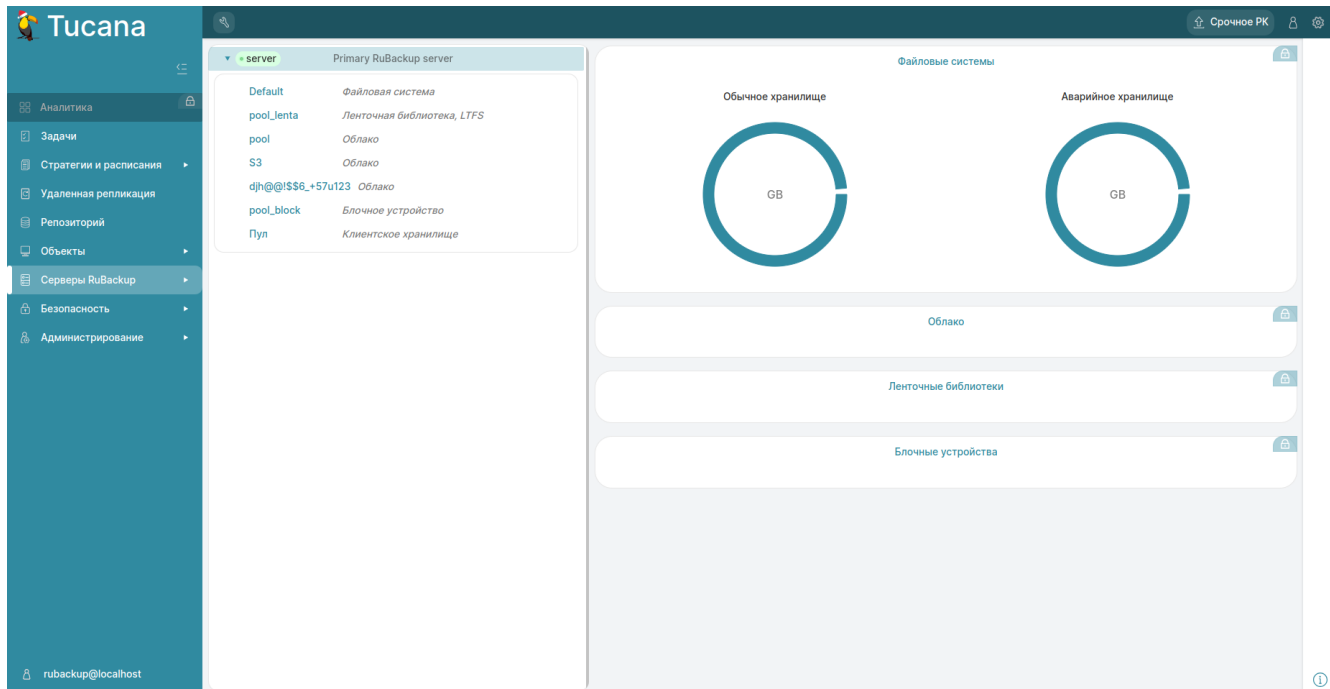 Tucana
Срочное РК
Аналитика
Задачи
Стратегии и расписания
Удаленная репликация
Репозиторий
Объекты
Серверы RuBackup
Безопасность
Администрирование
rubackup@localhost
server Primary RuBackup server
Default Файловая система
pool_lenta Ленточная библиотека, LTFS
pool Облако
S3 Облако
djh@@!$$6_+57u123 Облако
pool_block Блочное устройство
Пул Клиентское хранилище
Файловые системы
Обычное хранилище Аварийное хранилище
GB GB
Облако
Ленточные библиотеки
Блочные устройства